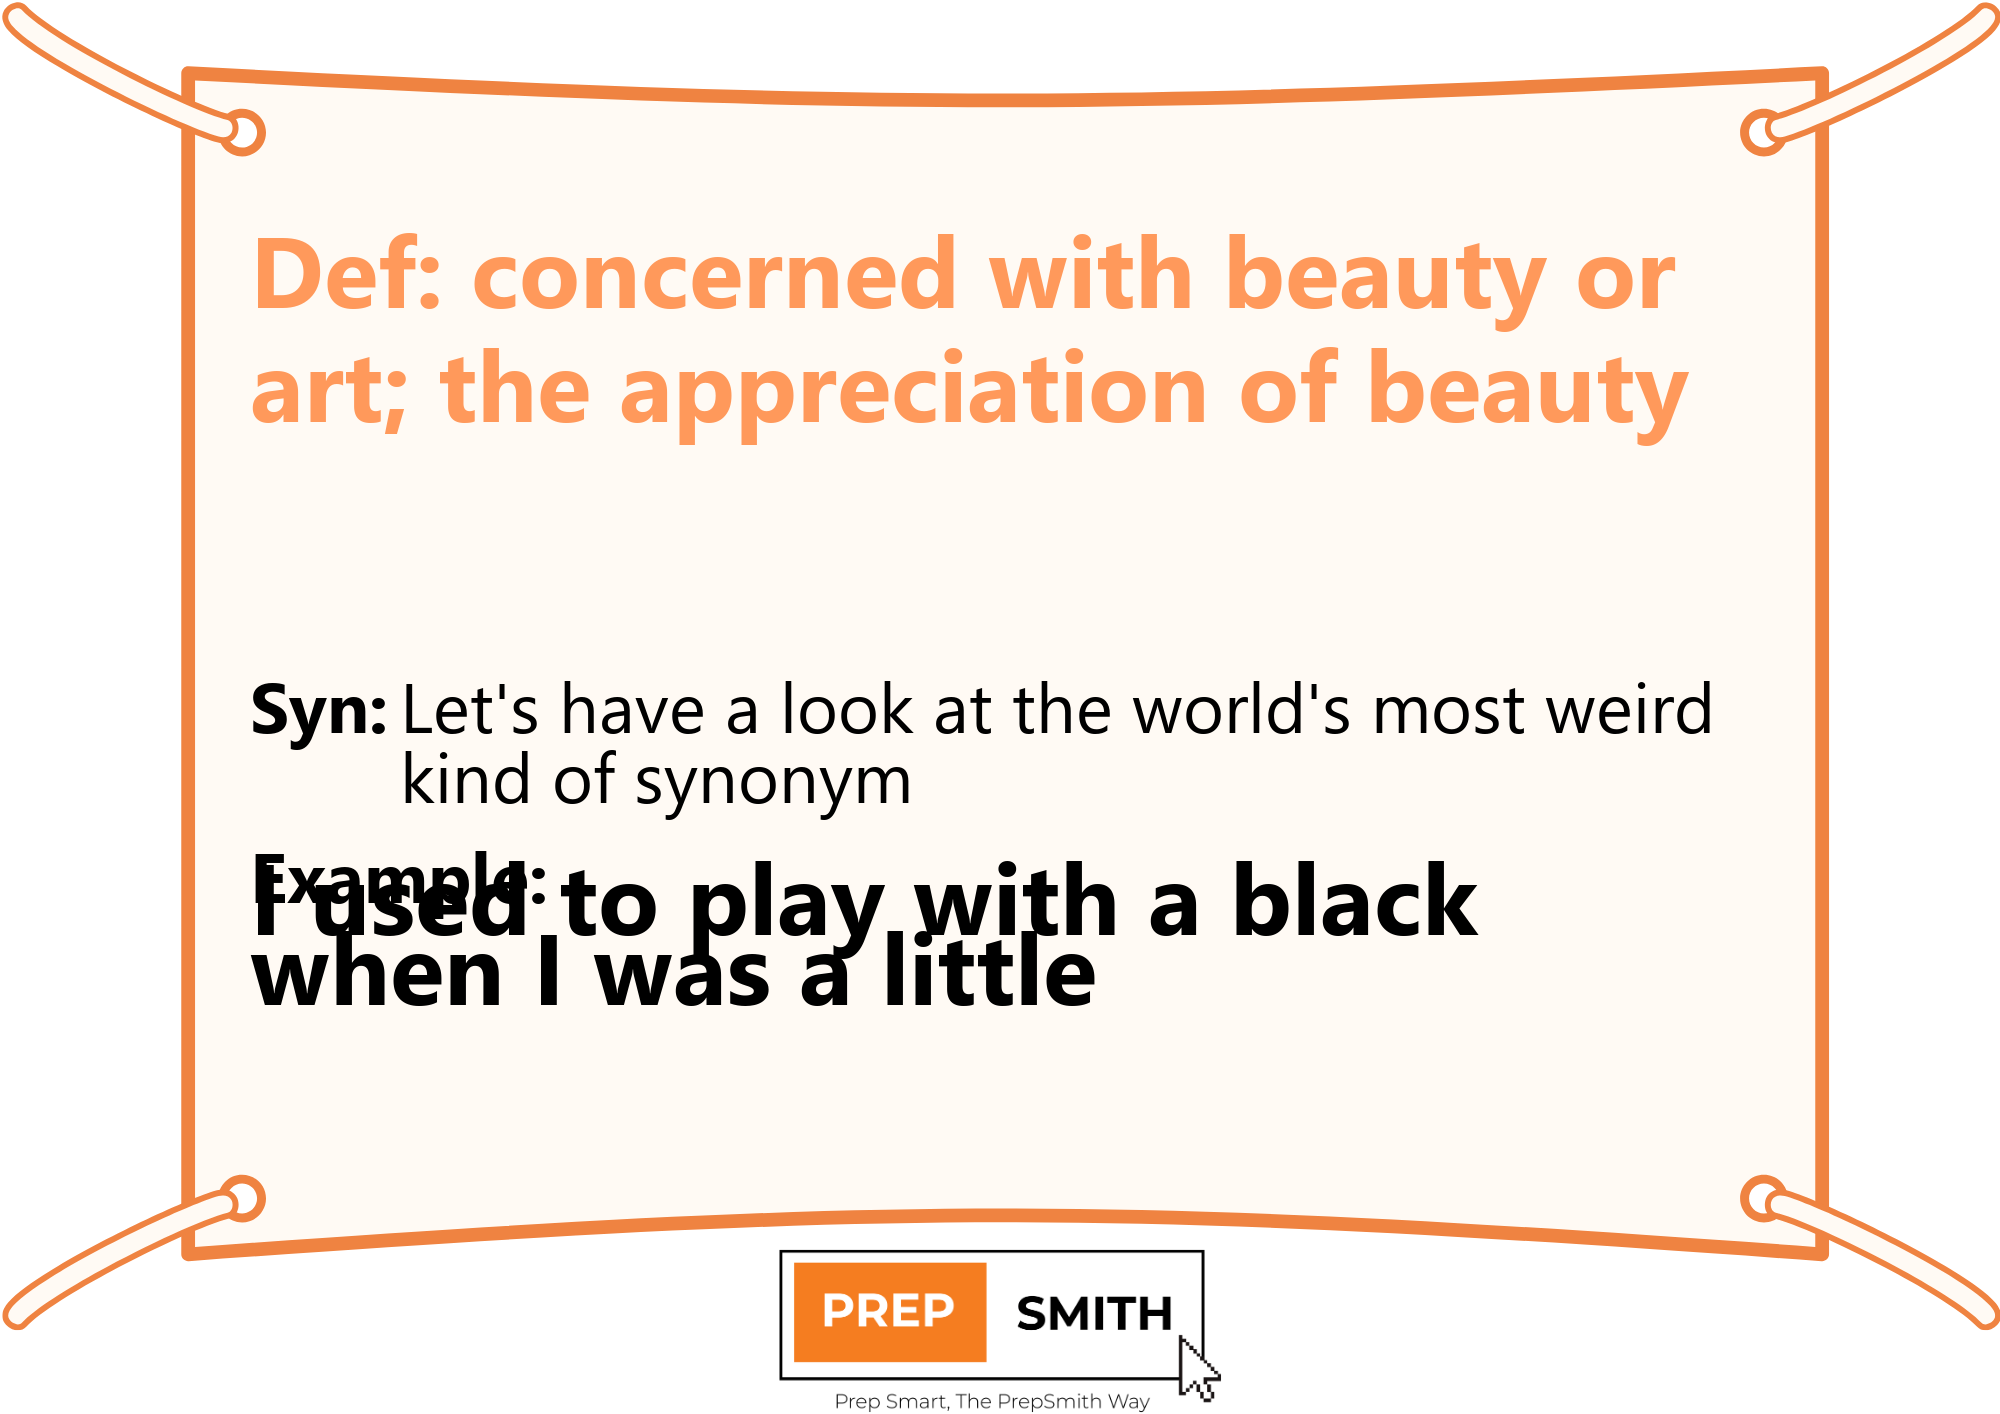 Def: concerned with beauty or
art; the appreciation of beauty
Syn: Let's have a look at the world's most weird
kind of synonym
Example:
I used to play with a black
when I was a little
PREP SMITH
Prep Smart, The PrepSmith Way